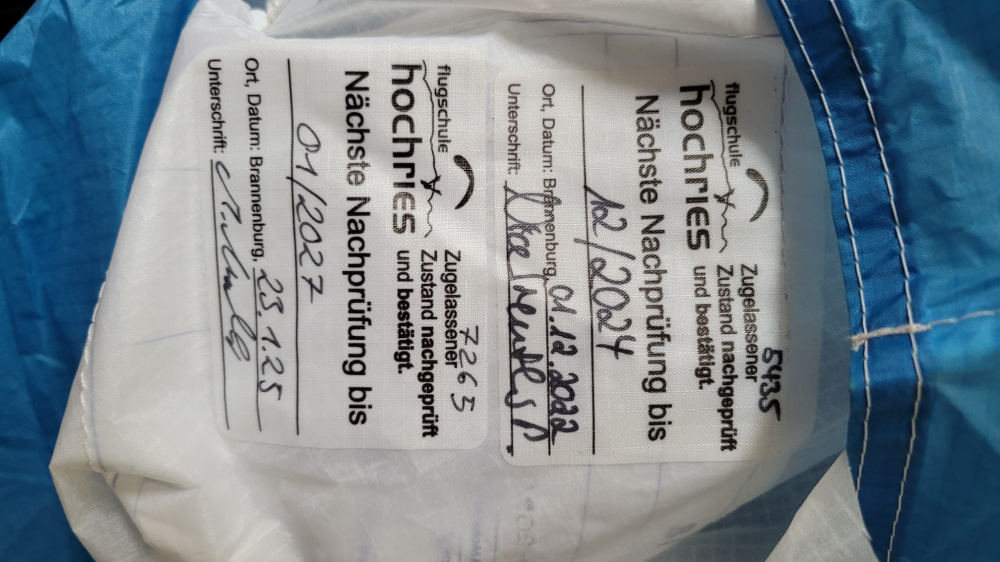 5435
flugschule
hochries
Zugelassener
Zustand nachgeprüft
und bestätigt.
Nächste Nachprüfung bis
12/2024
Ort, Datum: Brannenburg, 01.12.2022
Unterschrift:
7265
flugschule
hochries
Zugelassener
Zustand nachgeprüft
und bestätigt.
Nächste Nachprüfung bis
01/2027
Ort, Datum: Brannenburg, 23.1.25
Unterschrift: